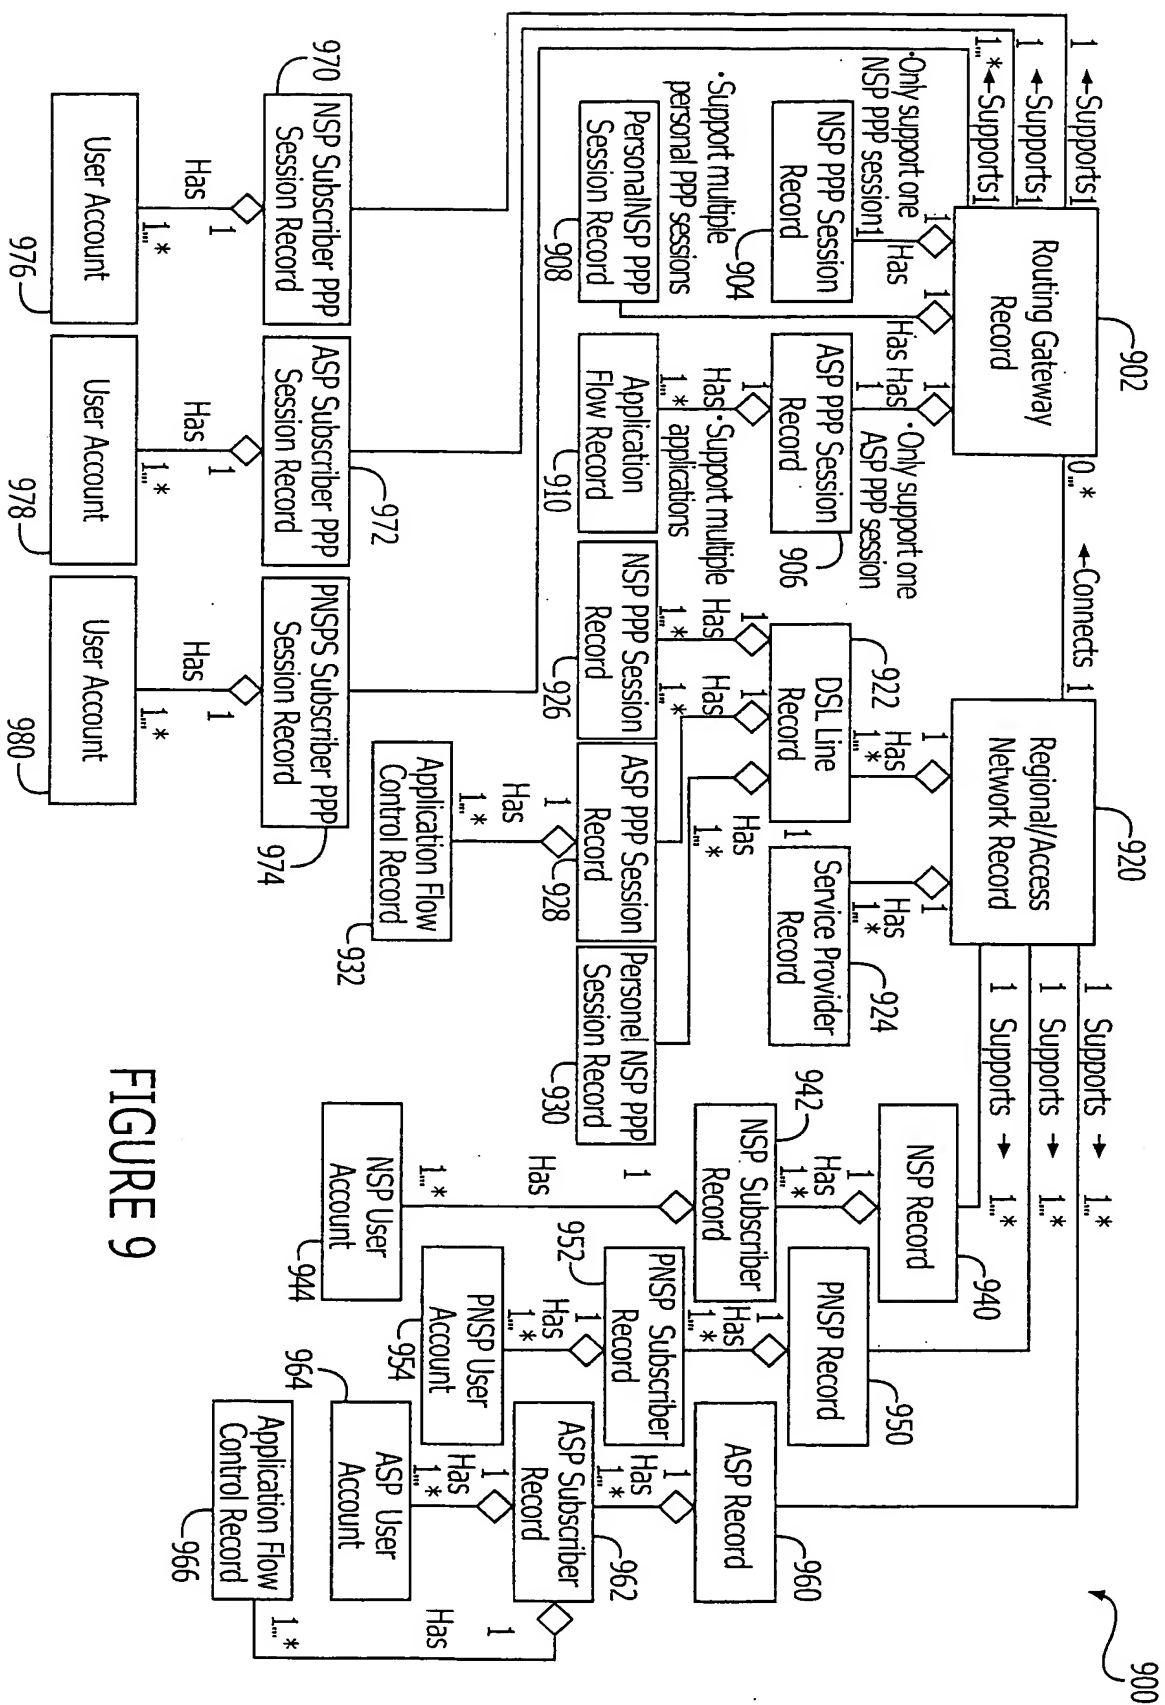 900
902
Routing Gateway
Record
0...*
←Connects
1
Regional/Access
Network Record
920
1
←Supports
1
1
←Supports
1
1...*
←Supports
1
1
Supports →
1...*
1
Supports →
1...*
1
Supports →
1...*
•Only support one
NSP PPP session
1
Has
1
NSP PPP Session
Record
904
1
Has
•Support multiple
personal PPP sessions
PersonalNSP PPP
Session Record
908
1
Has
1
•Only support one
ASP PPP session
ASP PPP Session
Record
906
1
Has
1...*
•Support multiple
applications
Application
Flow Record
910
1
Has
1...*
922
DSL Line
Record
1
Has
1...*
1
Service Provider
Record
924
1
Has
1...*
NSP PPP Session
Record
926
1
Has
1...*
ASP PPP Session
Record
928
Has
1...*
Personel NSP PPP
Session Record
930
1
Has
1...*
Application Flow
Control Record
932
NSP Record
940
1
Has
1...*
942
NSP Subscriber
Record
1
Has
1...*
NSP User
Account
944
PNSP Record
950
1
Has
1...*
952
PNSP Subscriber
Record
1
Has
1...*
PNSP User
Account
954
ASP Record
960
1
Has
1...*
ASP Subscriber
Record
962
1
Has
1...*
964
ASP User
Account
1
Has
1...*
Application Flow
Control Record
966
970
NSP Subscriber PPP
Session Record
1
Has
1...*
User Account
976
ASP Subscriber PPP
Session Record
972
1
Has
1...*
User Account
978
PNSPS Subscriber PPP
Session Record
974
1
Has
1...*
User Account
980
FIGURE 9